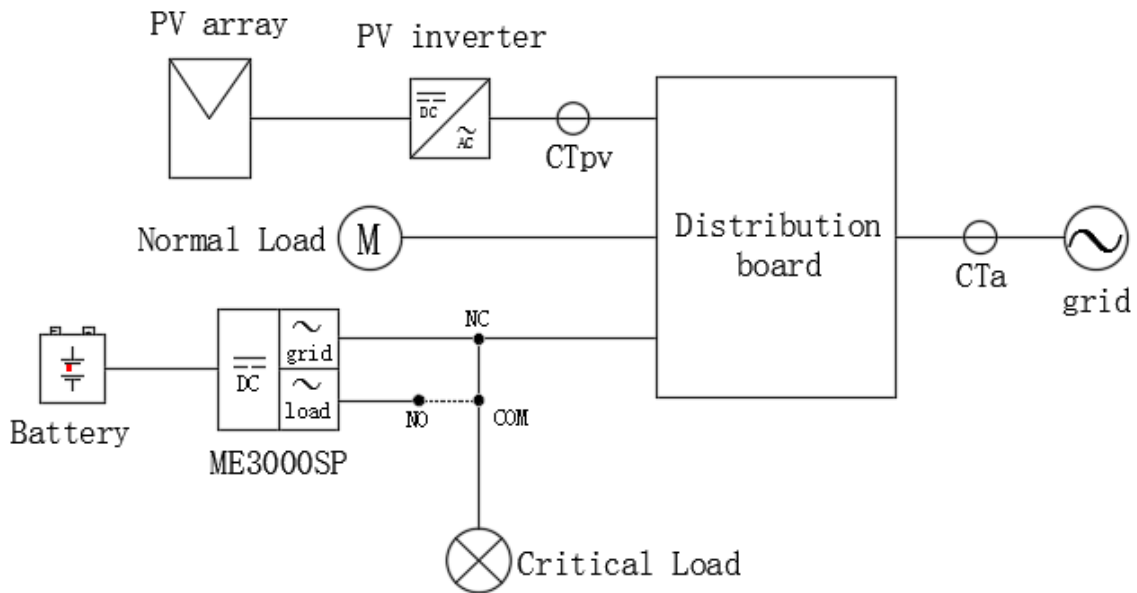 PV array
PV inverter
DC
AC
CTpv
Normal Load
M
Distribution
board
CTa
grid
NC
grid
DC
load
NO
COM
Battery
ME3000SP
Critical Load